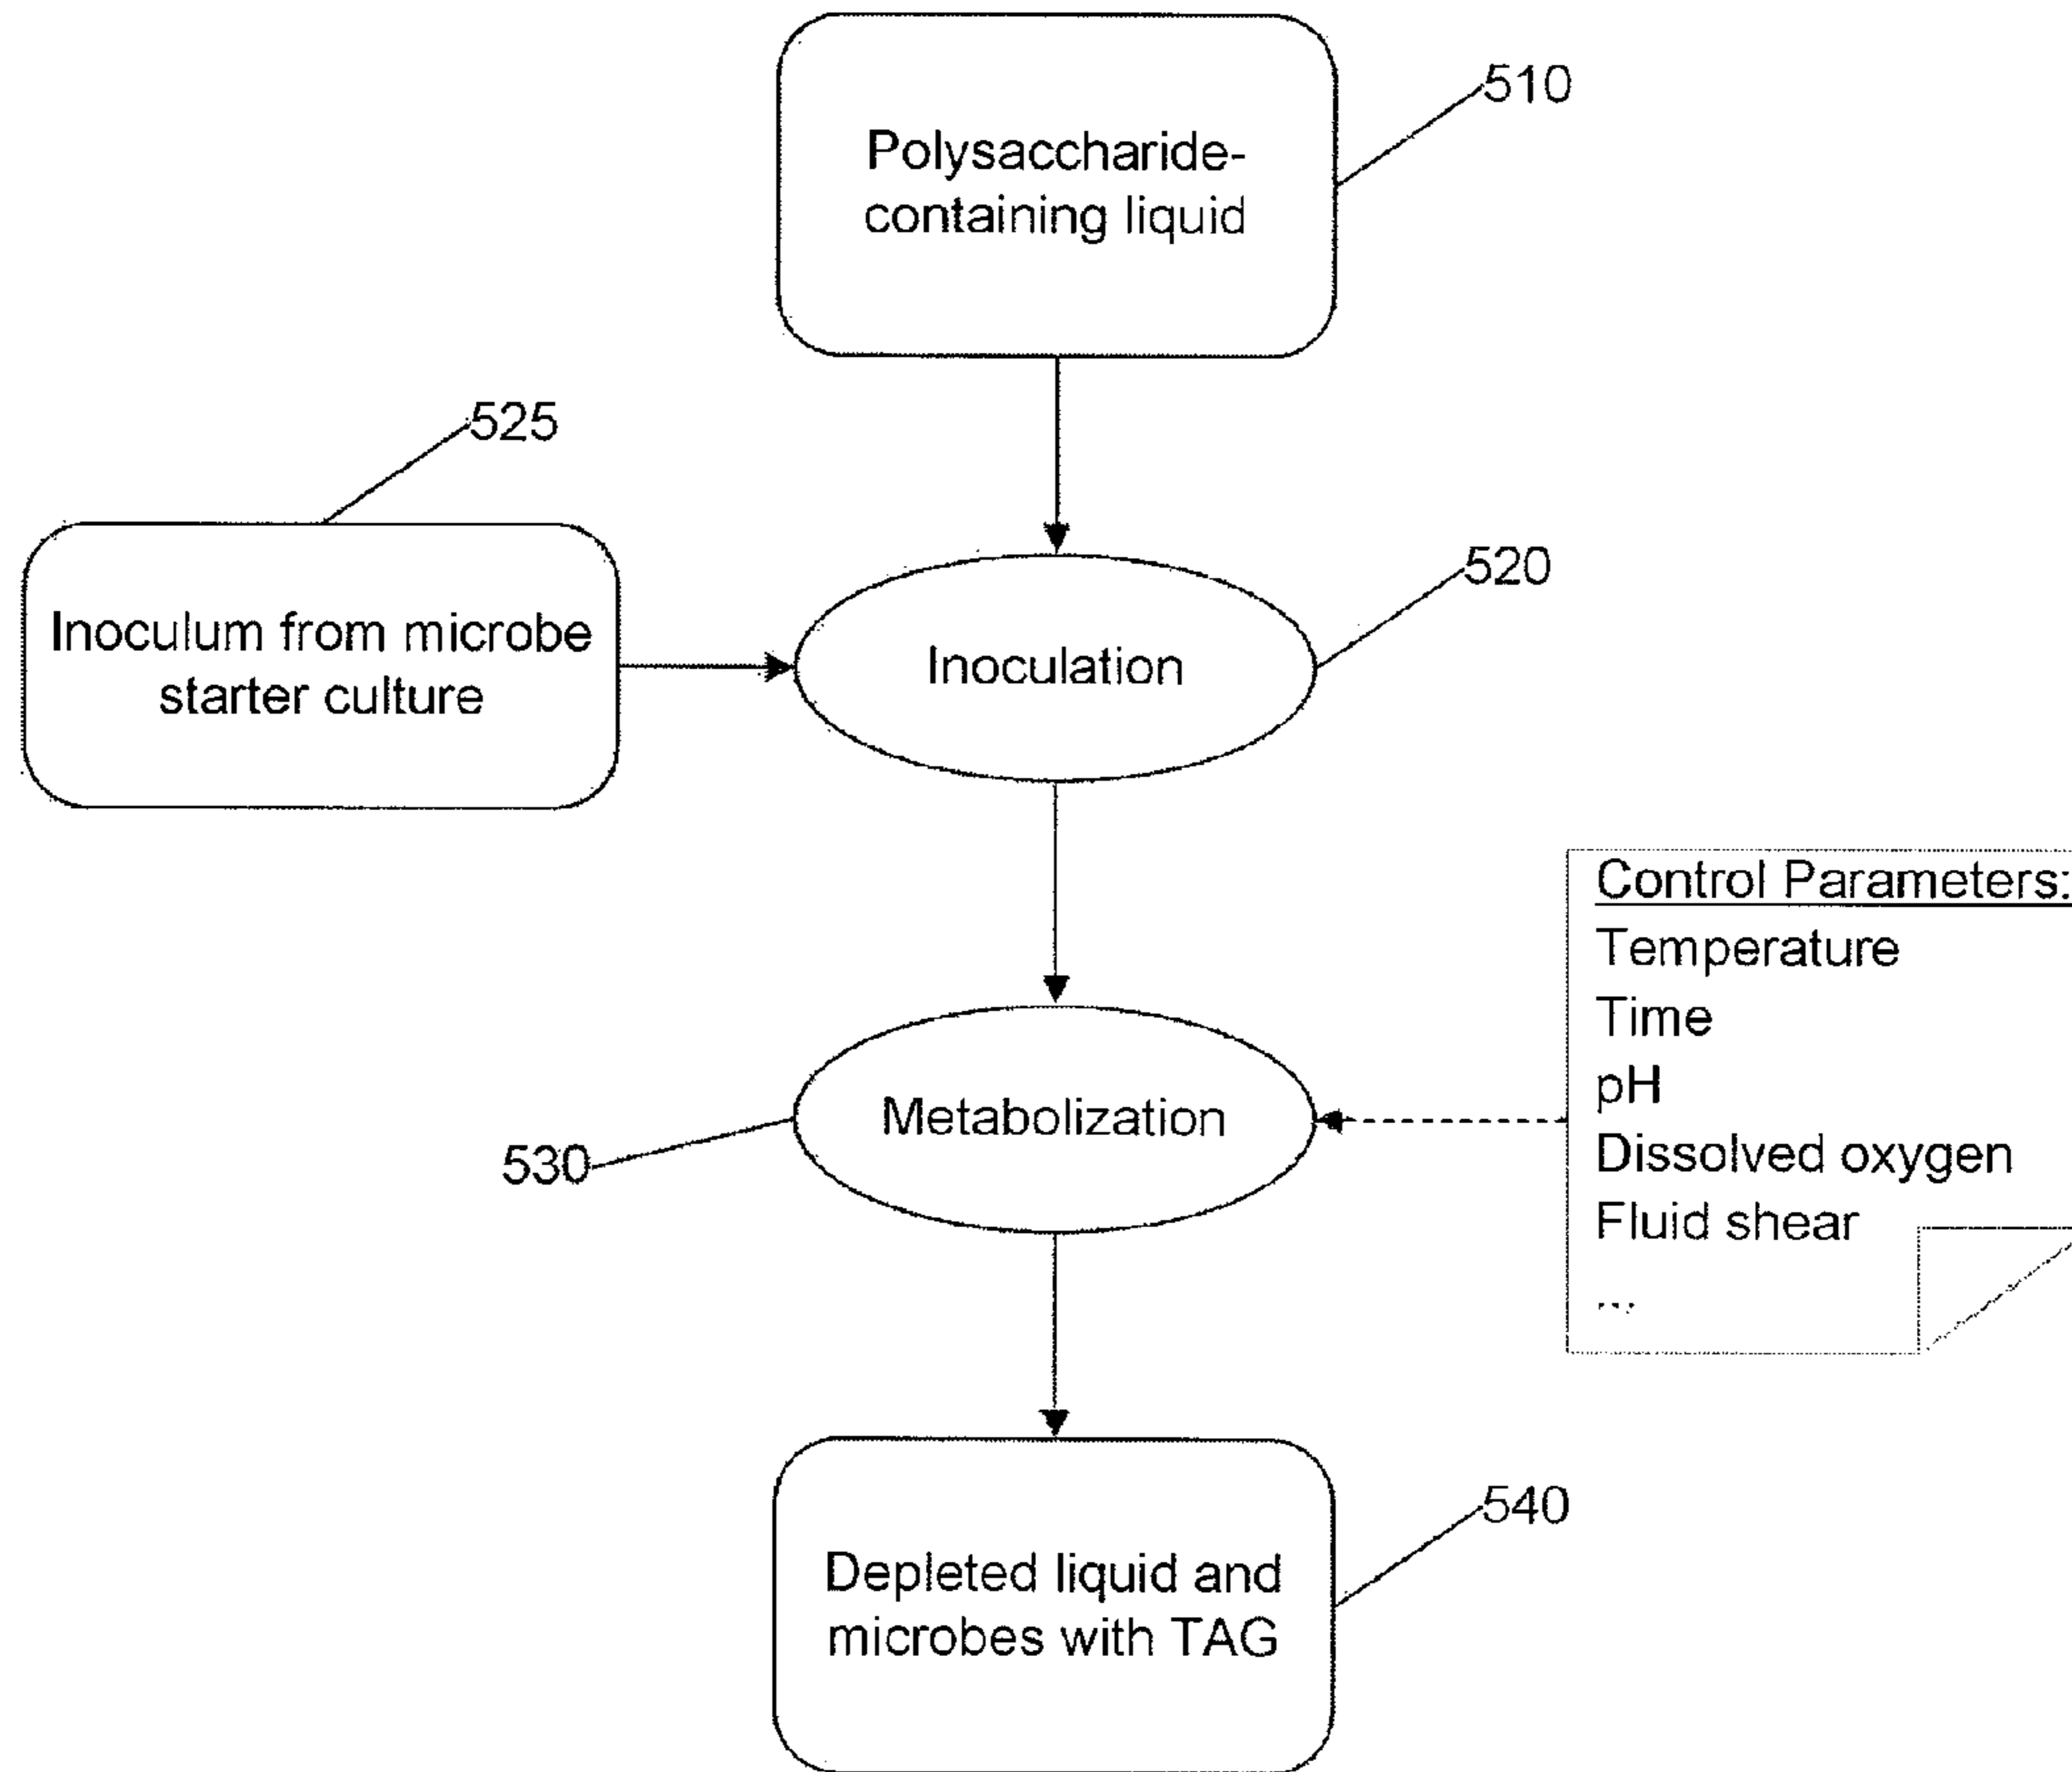 Polysaccharide-
containing liquid
510
525
Inoculum from microbe
starter culture
520
Inoculation
Control Parameters:
Temperature
Time
pH
Dissolved oxygen
Fluid shear
...
Metabolization
530
540
Depleted liquid and
microbes with TAG